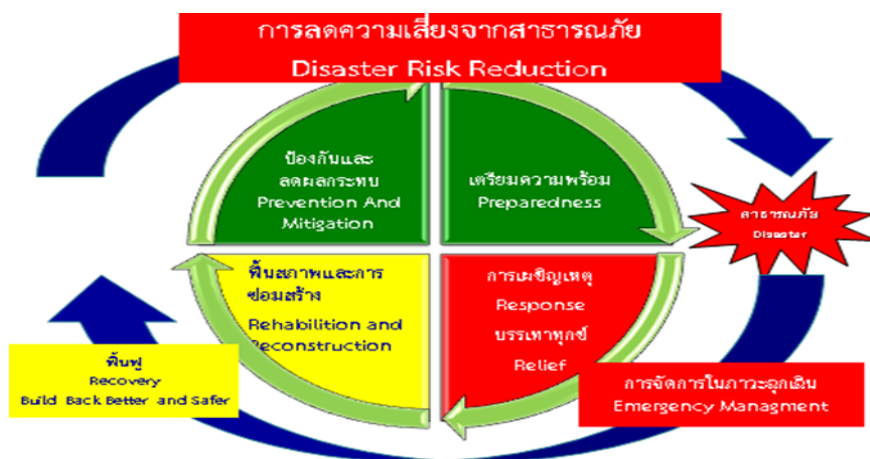 การลดความเสี่ยงจากสาธารณภัย
Disaster Risk Reduction
ป้องกันและ
ลดผลกระทบ
Prevention And
Mitigation
เตรียมความพร้อม
Preparedness
สาธารณภัย
Disaster
ฟื้นสภาพและการ
ซ่อมสร้าง
Rehabilition and
Reconstruction
การเผชิญเหตุ
Response
บรรเทาทุกข์
Relief
ฟื้นฟู
Recovery
Build Back Better and Safer
การจัดการในภาวะฉุกเฉิน
Emergency Managment